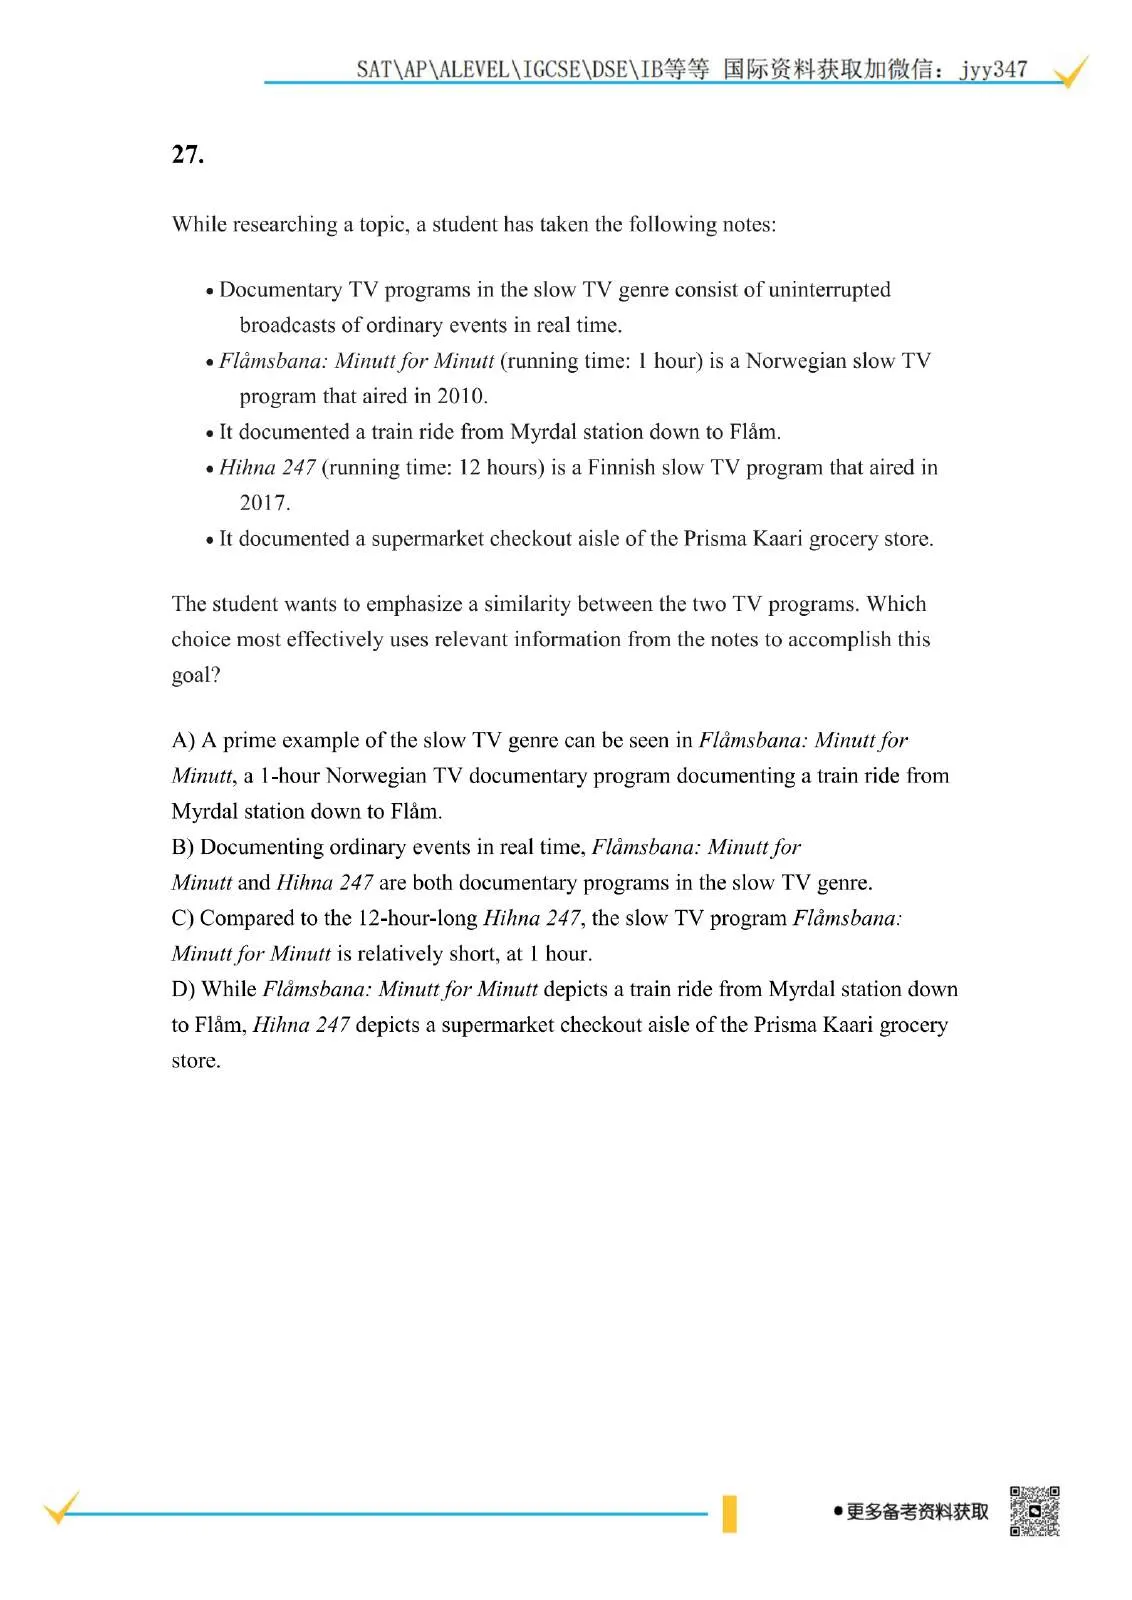 SAT\AP\ALEVEL\IGCSE\DSE\IB等等 国际资料获取加微信：jyy347
27.
While researching a topic, a student has taken the following notes:
• Documentary TV programs in the slow TV genre consist of uninterrupted
broadcasts of ordinary events in real time.
• Flåmsbana: Minutt for Minutt (running time: 1 hour) is a Norwegian slow TV
program that aired in 2010.
• It documented a train ride from Myrdal station down to Flåm.
• Hihna 247 (running time: 12 hours) is a Finnish slow TV program that aired in
2017.
• It documented a supermarket checkout aisle of the Prisma Kaari grocery store.
The student wants to emphasize a similarity between the two TV programs. Which
choice most effectively uses relevant information from the notes to accomplish this
goal?
A) A prime example of the slow TV genre can be seen in Flåmsbana: Minutt for
Minutt, a 1-hour Norwegian TV documentary program documenting a train ride from
Myrdal station down to Flåm.
B) Documenting ordinary events in real time, Flåmsbana: Minutt for
Minutt and Hihna 247 are both documentary programs in the slow TV genre.
C) Compared to the 12-hour-long Hihna 247, the slow TV program Flåmsbana:
Minutt for Minutt is relatively short, at 1 hour.
D) While Flåmsbana: Minutt for Minutt depicts a train ride from Myrdal station down
to Flåm, Hihna 247 depicts a supermarket checkout aisle of the Prisma Kaari grocery
store.
•更多备考资料获取